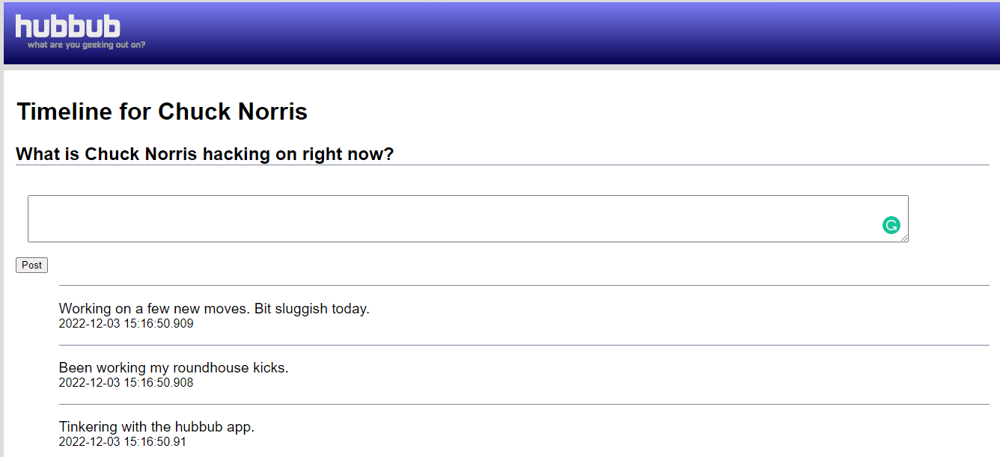 hubbub
what are you geeking out on?
Timeline for Chuck Norris
What is Chuck Norris hacking on right now?
Post
Working on a few new moves. Bit sluggish today.
2022-12-03 15:16:50.909
Been working my roundhouse kicks.
2022-12-03 15:16:50.908
Tinkering with the hubbub app.
2022-12-03 15:16:50.91